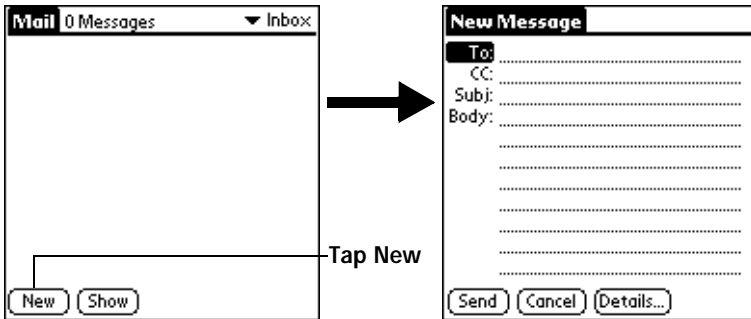 Mail 0 Messages Inbox
New Show
Tap New
New Message
To:
CC:
Subj:
Body:
Send Cancel Details...